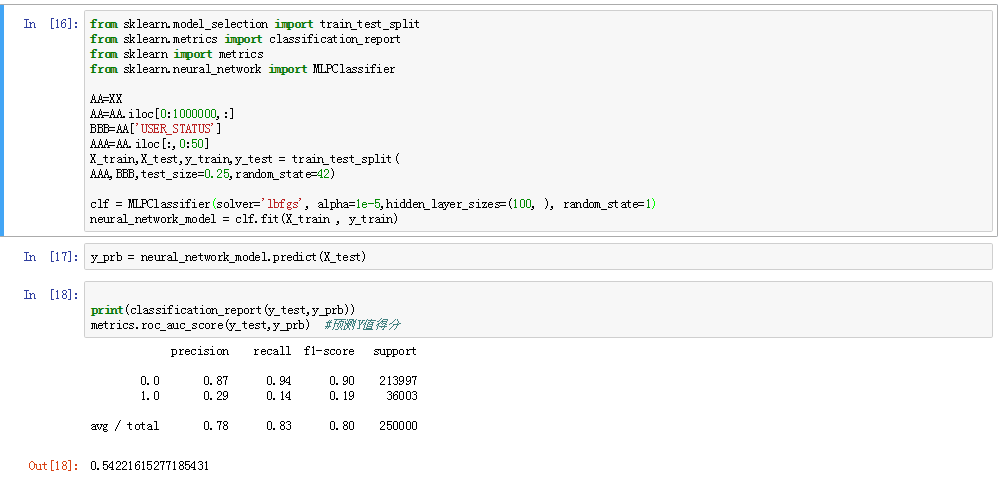 In [16]: from sklearn.model_selection import train_test_split
from sklearn.metrics import classification_report
from sklearn import metrics
from sklearn.neural_network import MLPClassifier
AA=XX
AA=AA.iloc[0:1000000,:]
BBB=AA['USER_STATUS']
AAA=AA.iloc[:,0:50]
X_train,X_test,y_train,y_test = train_test_split(
AAA,BBB,test_size=0.25,random_state=42)
clf = MLPClassifier(solver='lbfgs', alpha=1e-5,hidden_layer_sizes=(100, ), random_state=1)
neural_network_model = clf.fit(X_train , y_train)
In [17]: y_prb = neural_network_model.predict(X_test)
In [18]:
print(classification_report(y_test,y_prb))
metrics.roc_auc_score(y_test,y_prb) #预测Y值得分
precision recall f1-score support
0.0 0.87 0.94 0.90 213997
1.0 0.29 0.14 0.19 36003
avg / total 0.78 0.83 0.80 250000
Out[18]: 0.54221615277185431